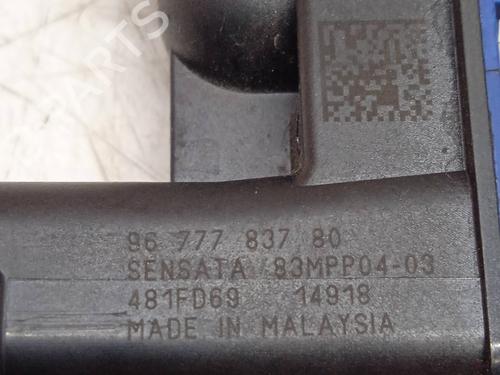 96 777 837 80
SENSATA 83MPP04-03
481FD69 14918
MADE IN MALAYSIA